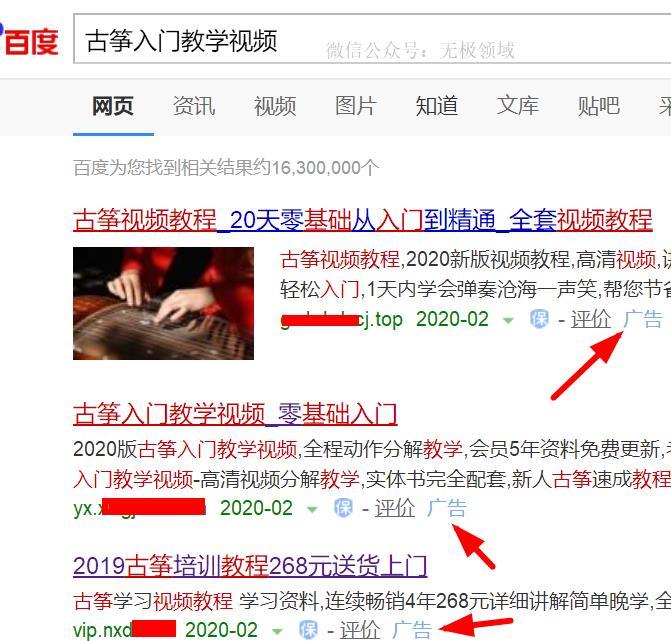 百度
古筝入门教学视频
微信公众号：无极领域
网页 资讯 视频 图片 知道 文库 贴吧
百度为您找到相关结果约16,300,000个
古筝视频教程_20天零基础从入门到精通_全套视频教程
古筝视频教程,2020新版视频教程,高清视频,
轻松入门,1天内学会弹奏沧海一声笑,帮您节省
cj.top 2020-02 保 - 评价 广告
古筝入门教学视频_零基础入门
2020版古筝入门教学视频,全程动作分解教学,会员5年资料免费更新,
入门教学视频-高清视频分解教学,实体书完全配套,新人古筝速成教程
yx. 2020-02 保 - 评价 广告
2019古筝培训教程268元送货上门
古筝学习视频教程 学习资料,连续畅销4年268元详细讲解简单晚学,全
vip.nxd 2020-02 保 - 评价 广告